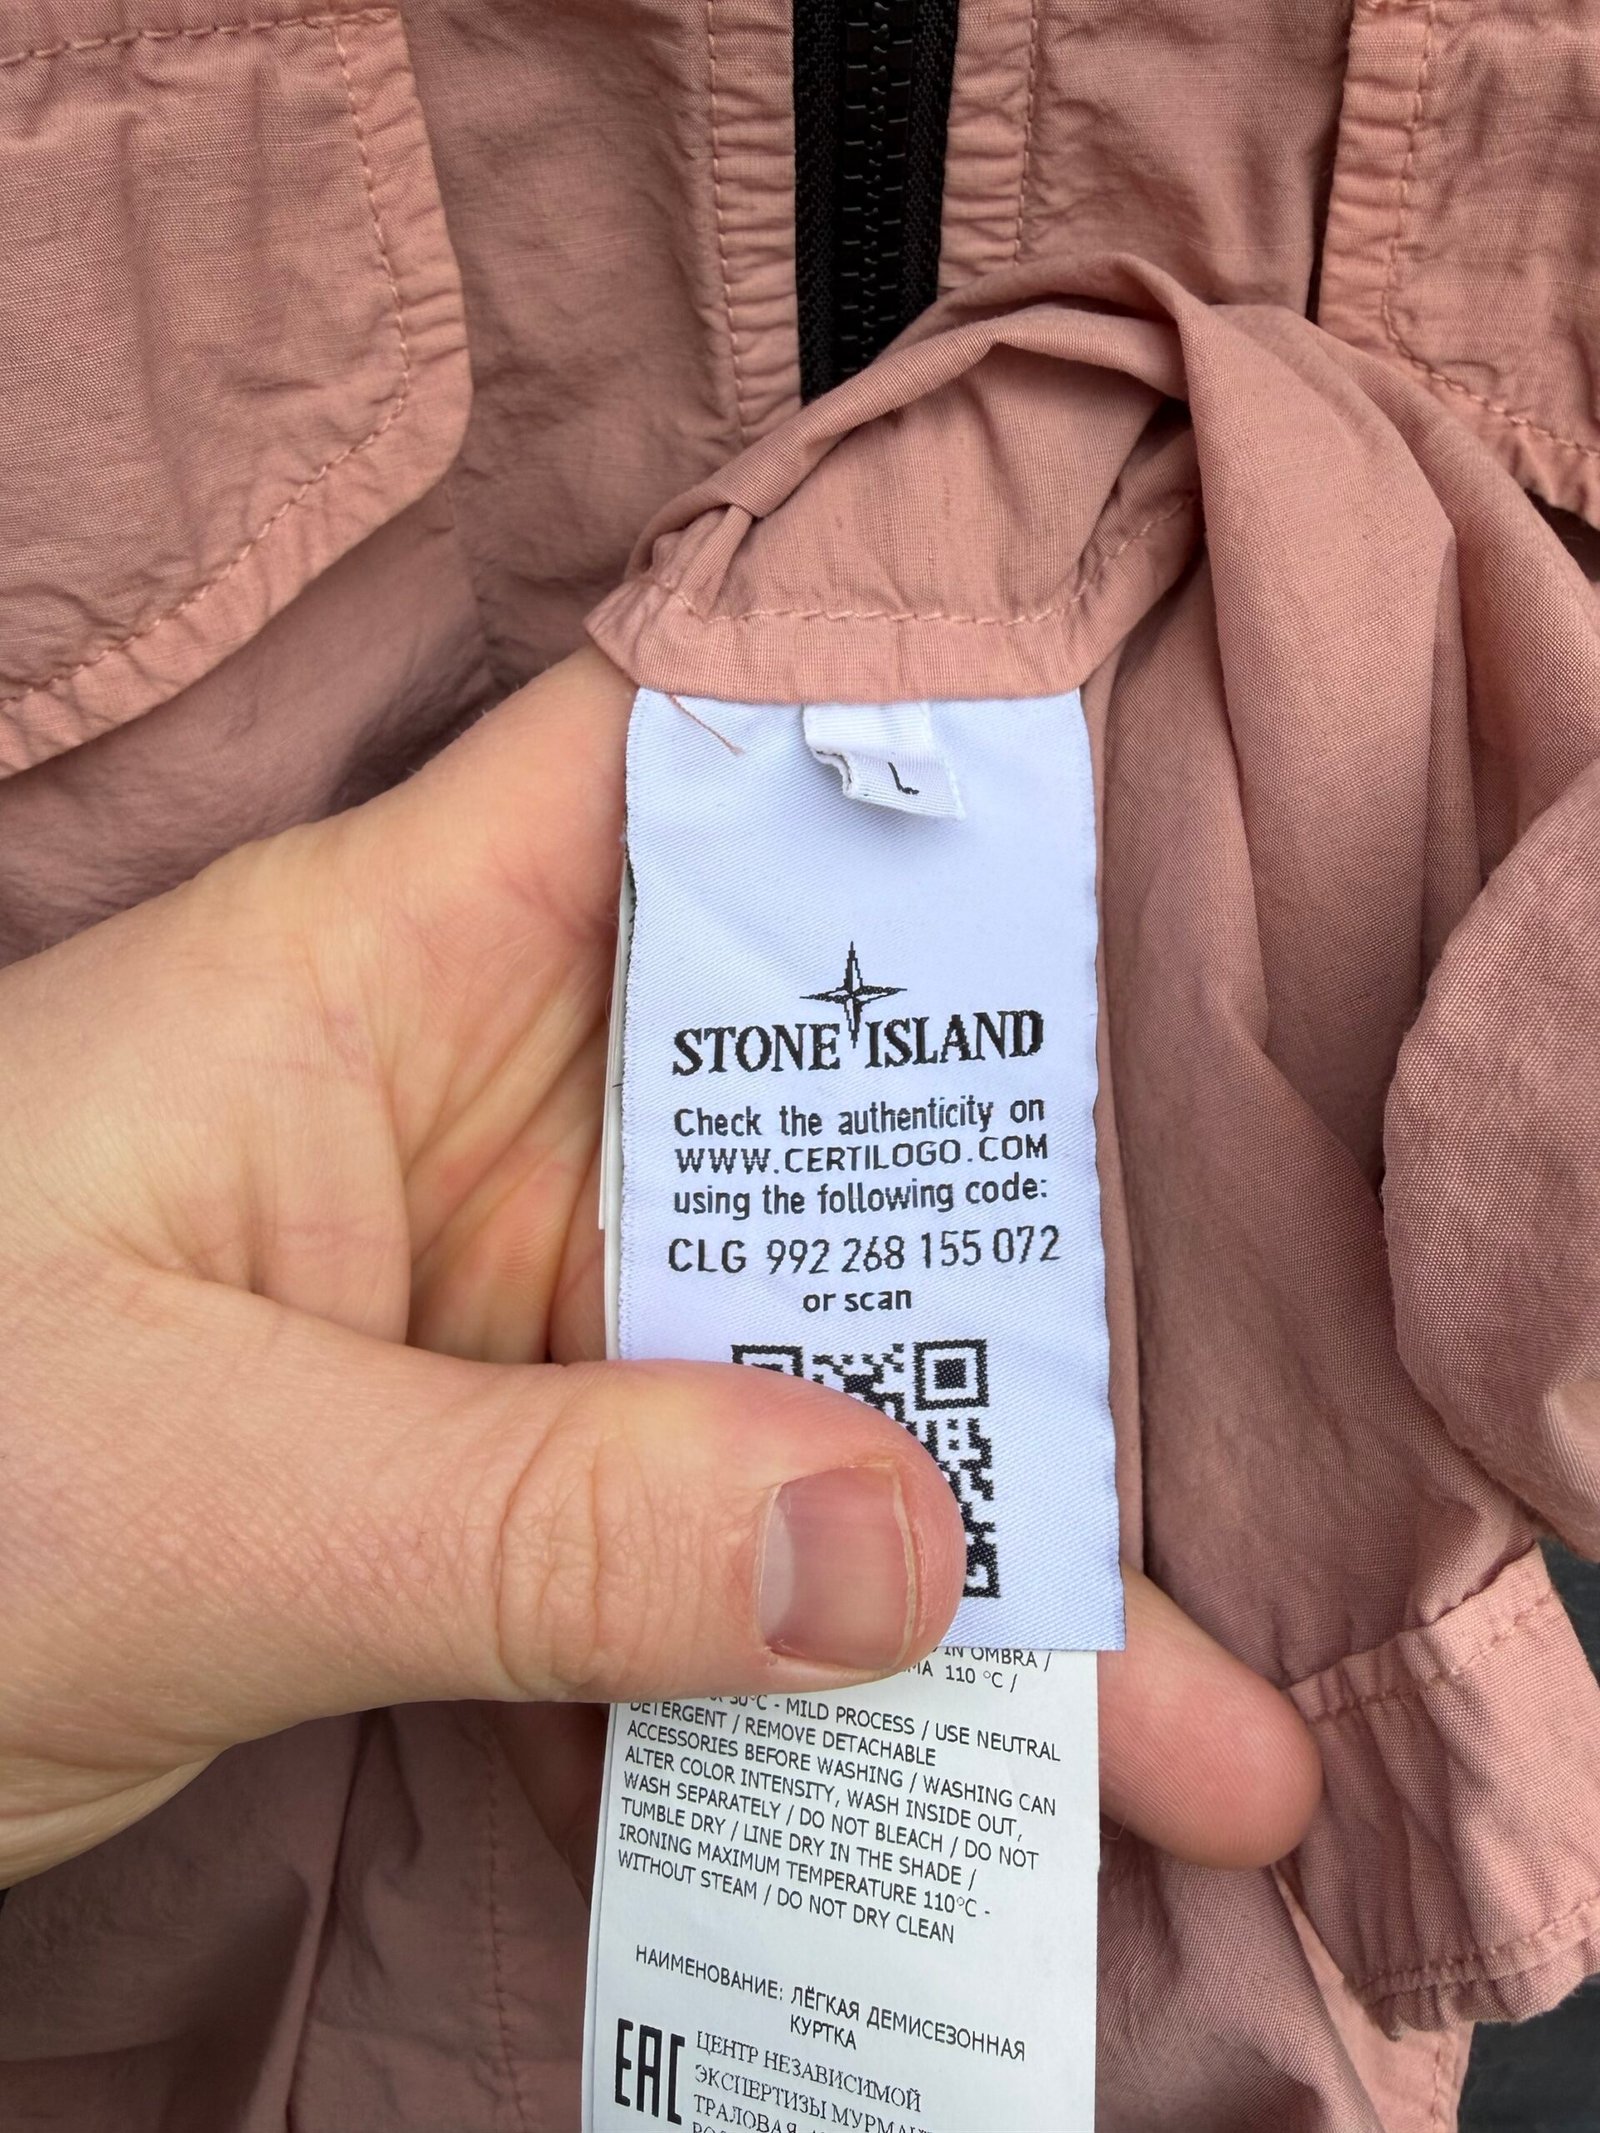 L
STONE ISLAND
Check the authenticity on
WWW.CERTILOGO.COM
using the following code:
CLG 992 268 155 072
or scan
IN OMBRA /
110 °C /
30°C - MILD PROCESS / USE NEUTRAL
DETERGENT / REMOVE DETACHABLE
ACCESSORIES BEFORE WASHING / WASHING CAN
ALTER COLOR INTENSITY, WASH INSIDE OUT,
WASH SEPARATELY / DO NOT BLEACH / DO NOT
TUMBLE DRY / LINE DRY IN THE SHADE /
IRONING MAXIMUM TEMPERATURE 110°C -
WITHOUT STEAM / DO NOT DRY CLEAN
НАИМЕНОВАНИЕ: ЛЁГКАЯ ДЕМИСЕЗОННАЯ
КУРТКА
EAC
ЦЕНТР НЕЗАВИСИМОЙ
ЭКСПЕРТИЗЫ
ТРАЛОВАЯ